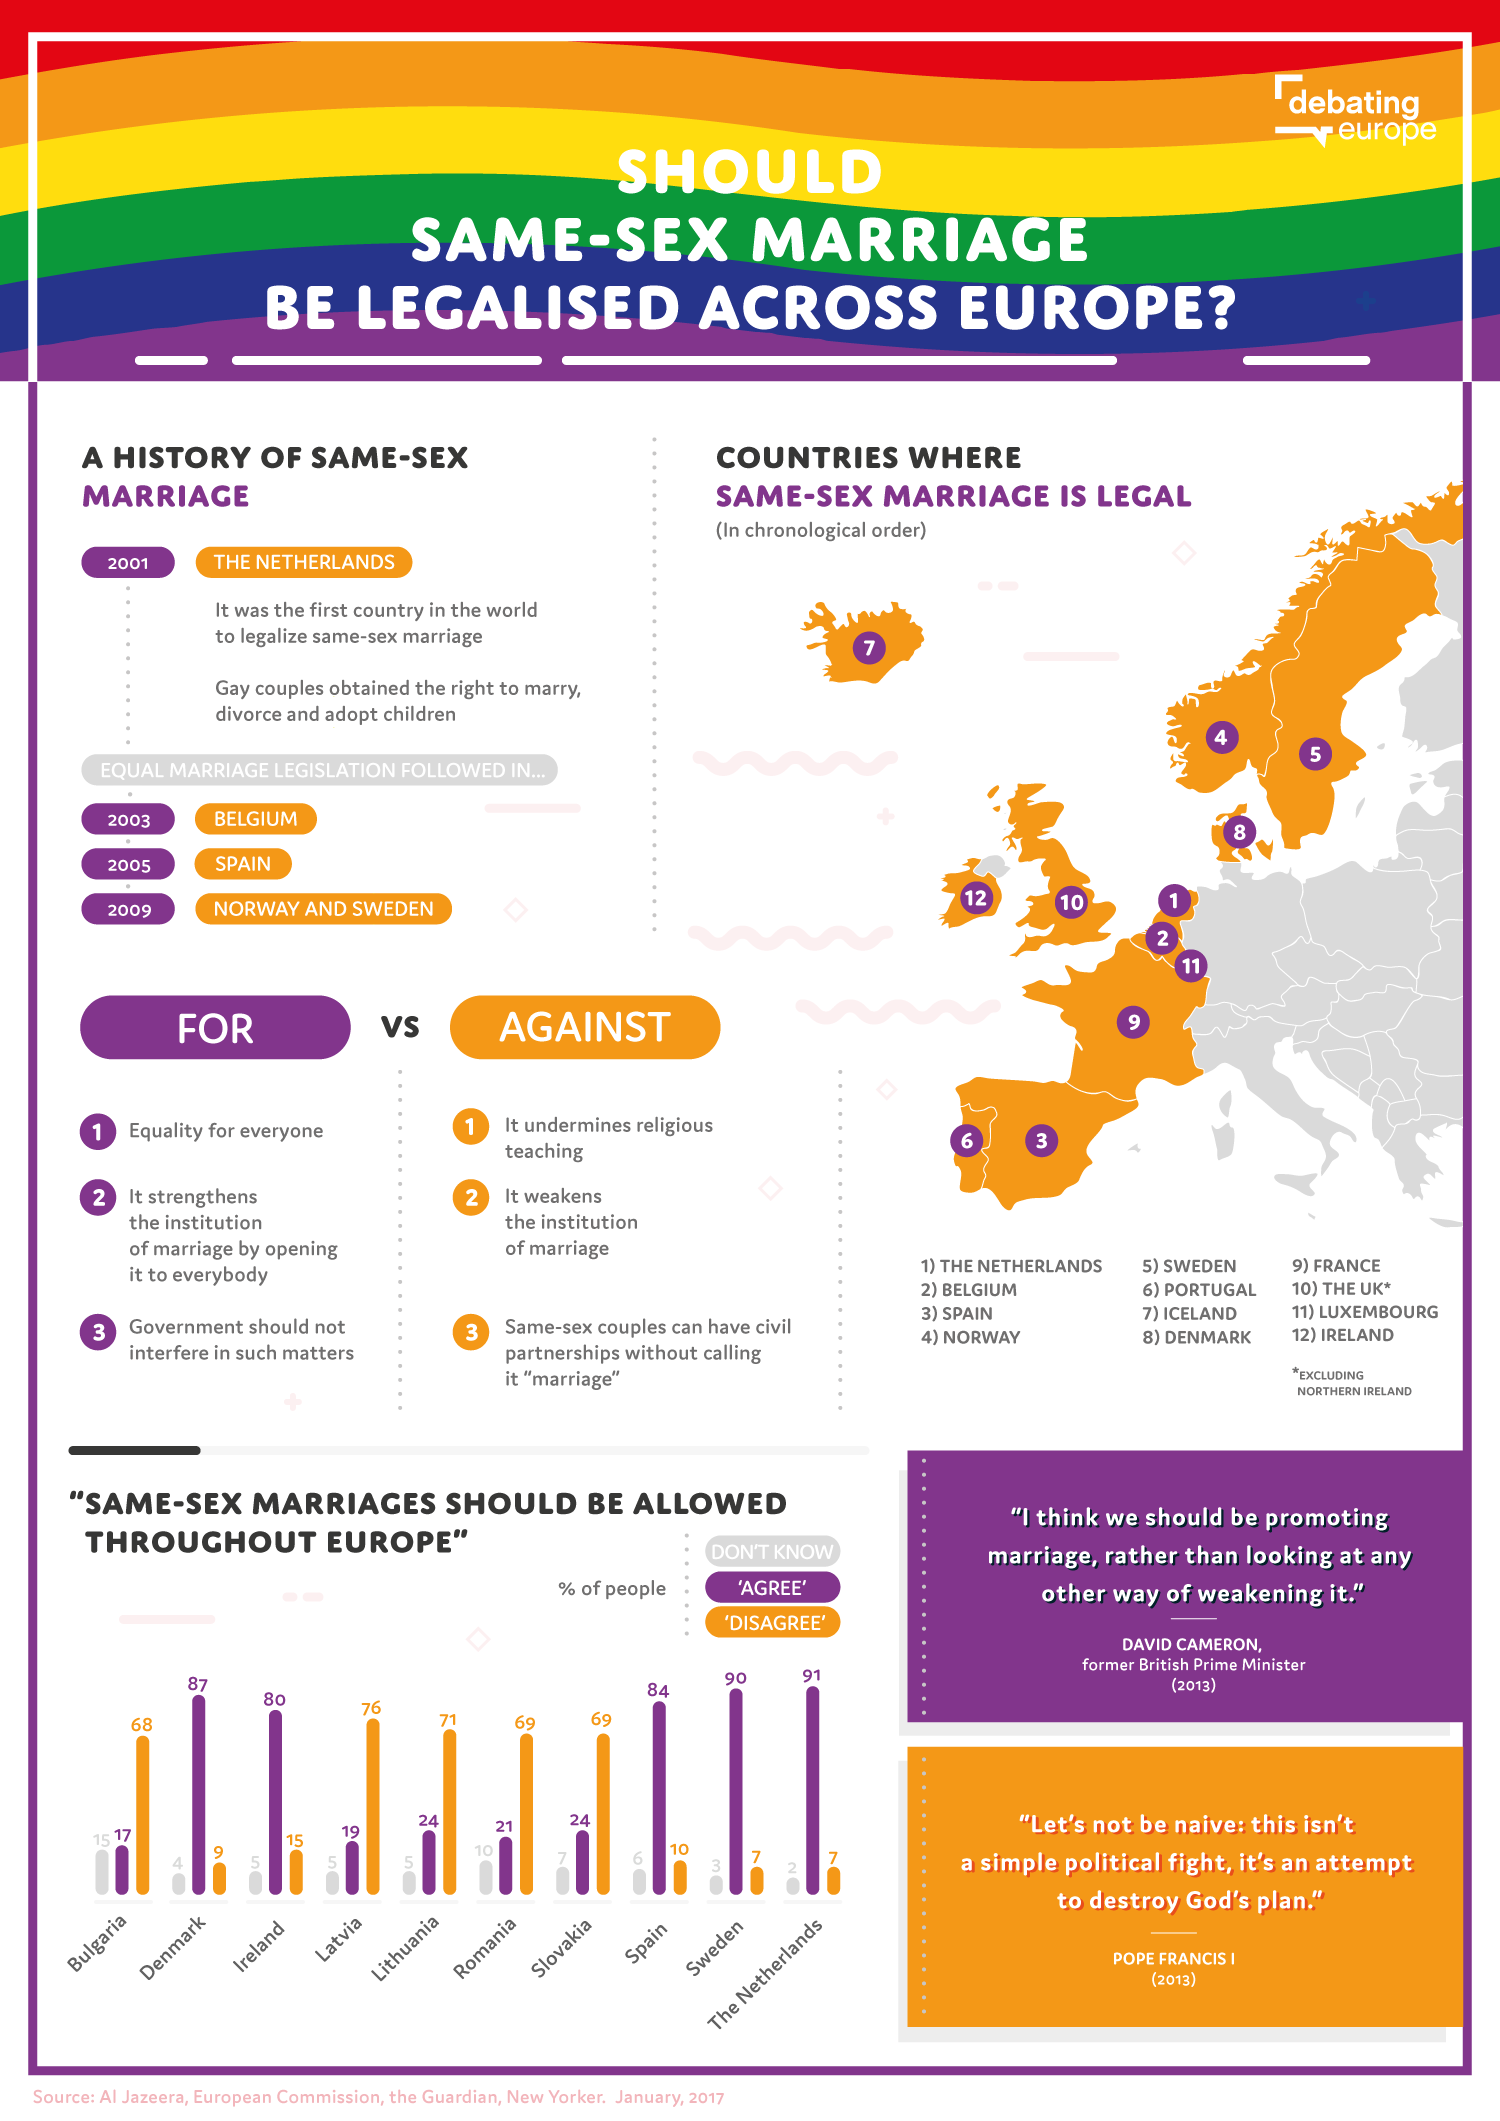 debating
europe
SHOULD
SAME-SEX MARRIAGE
BE LEGALISED ACROSS EUROPE?
A HISTORY OF SAME-SEX
MARRIAGE
2001 THE NETHERLANDS
It was the first country in the world
to legalize same-sex marriage
Gay couples obtained the right to marry,
divorce and adopt children
EQUAL MARRIAGE LEGISLATION FOLLOWED IN...
2003 BELGIUM
2005 SPAIN
2009 NORWAY AND SWEDEN
COUNTRIES WHERE
SAME-SEX MARRIAGE IS LEGAL
(In chronological order)
7
4
5
8
12
10
1
2
11
9
6
3
1) THE NETHERLANDS
2) BELGIUM
3) SPAIN
4) NORWAY
5) SWEDEN
6) PORTUGAL
7) ICELAND
8) DENMARK
9) FRANCE
10) THE UK*
11) LUXEMBOURG
12) IRELAND
*EXCLUDING
NORTHERN IRELAND
FOR VS AGAINST
1 Equality for everyone
2 It strengthens
the institution
of marriage by opening
it to everybody
3 Government should not
interfere in such matters
1 It undermines religious
teaching
2 It weakens
the institution
of marriage
3 Same-sex couples can have civil
partnerships without calling
it “marriage”
“SAME-SEX MARRIAGES SHOULD BE ALLOWED
THROUGHOUT EUROPE”
% of people
DON'T KNOW
‘AGREE’
‘DISAGREE’
15 17 68
4 87 9
5 80 15
5 19 76
5 24 71
10 21 69
7 24 69
6 84 10
3 90 7
2 91 7
Bulgaria
Denmark
Ireland
Latvia
Lithuania
Romania
Slovakia
Spain
Sweden
The Netherlands
“I think we should be promoting
marriage, rather than looking at any
other way of weakening it.”
DAVID CAMERON,
former British Prime Minister
(2013)
“Let’s not be naive: this isn’t
a simple political fight, it’s an attempt
to destroy God’s plan.”
POPE FRANCIS I
(2013)
Source: Al Jazeera, European Commission, the Guardian, New Yorker. January, 2017